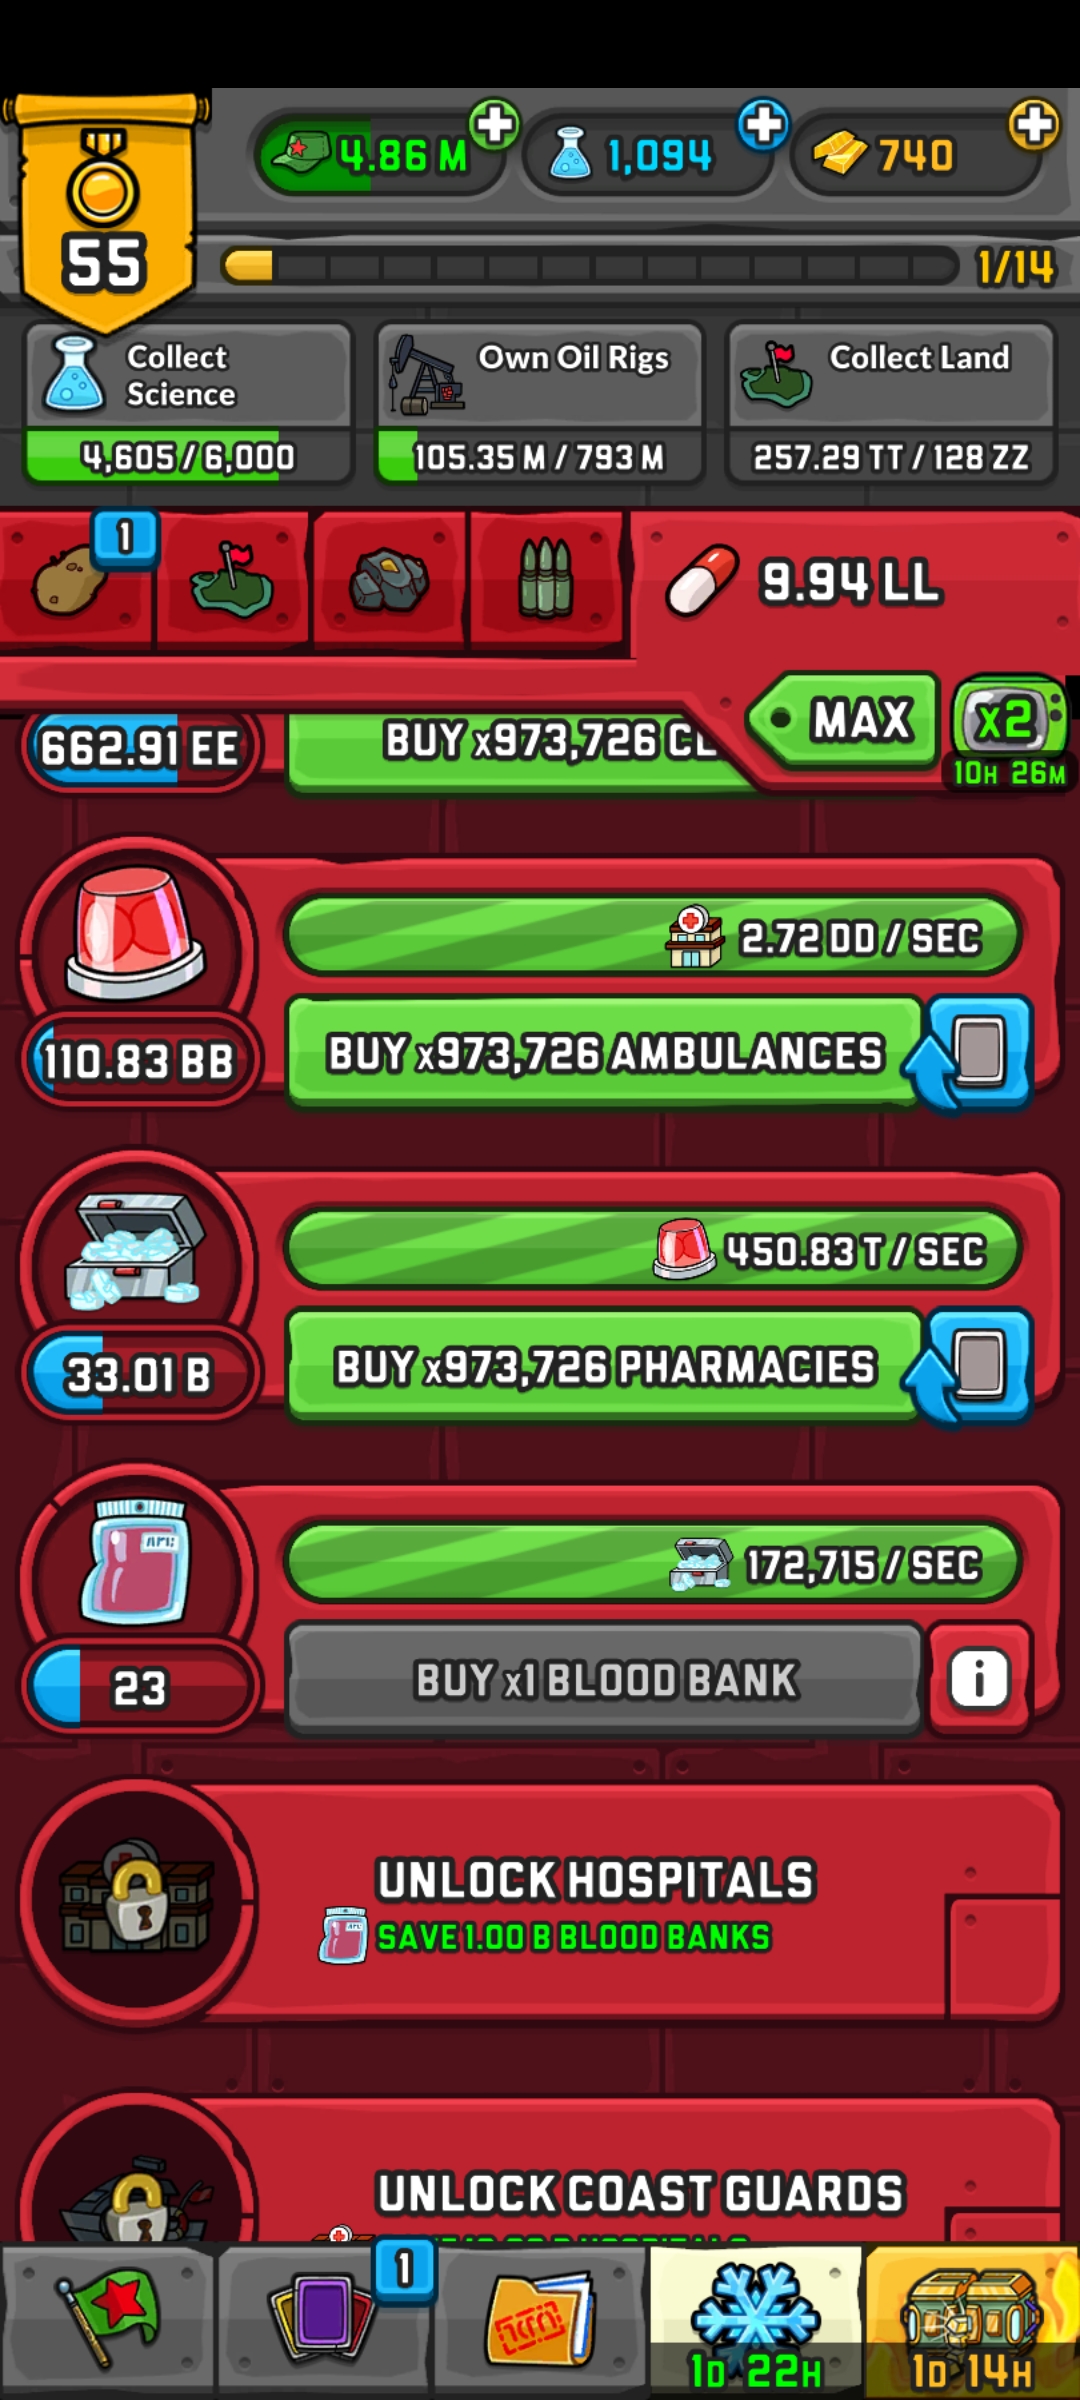 4.86 M
1,094
740
55
1/14
Collect
Science
Own Oil Rigs
Collect Land
4,605 / 6,000
105.35 M / 793 M
257.29 TT / 128 ZZ
1
9.94 LL
MAX
x2
10H 26M
662.91 EE
BUY x973,726 CL
2.72 DD / SEC
110.83 BB
BUY x973,726 AMBULANCES
450.83 T / SEC
33.01 B
BUY x973,726 PHARMACIES
172,715 / SEC
23
BUY x1 BLOOD BANK
i
UNLOCK HOSPITALS
SAVE 1.00 B BLOOD BANKS
UNLOCK COAST GUARDS
1
1D 22H
1D 14H